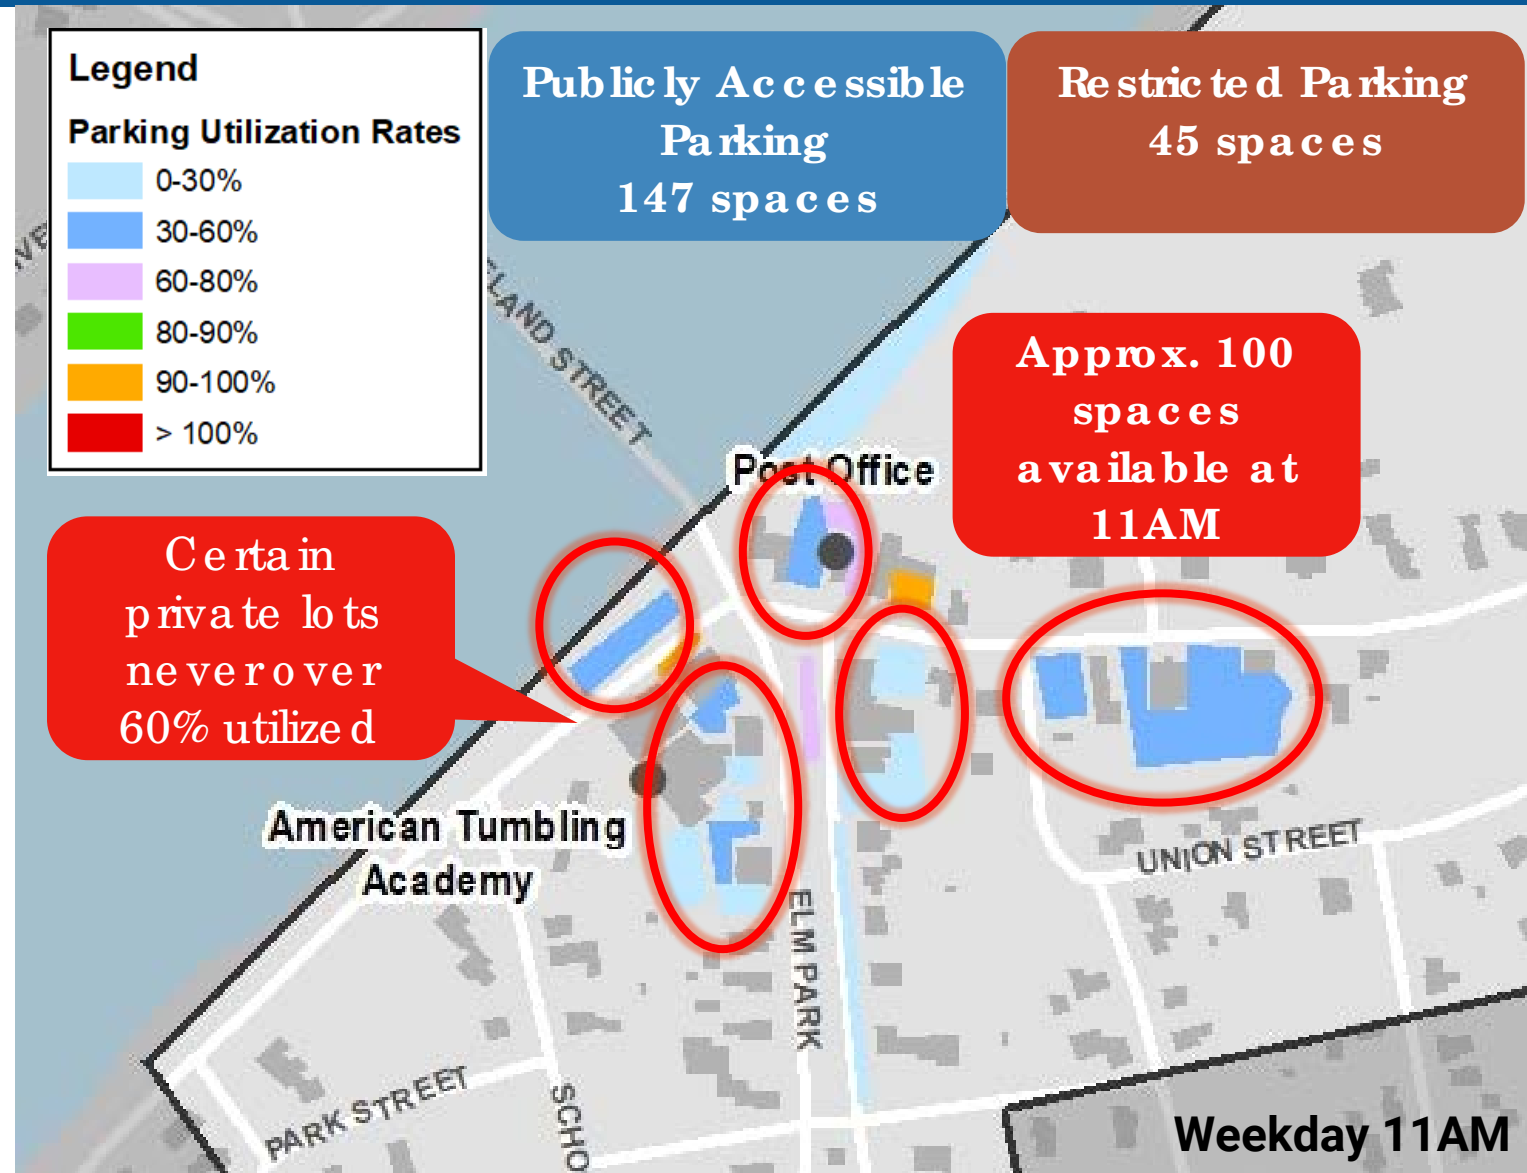 Legend
Parking Utilization Rates
0-30%
30-60%
60-80%
80-90%
90-100%
> 100%
Publicly Accessible
Parking
147 spaces
Restricted Parking
45 spaces
Approx. 100
spaces
available at
11AM
Certain
private lots
never over
60% utilized
ELAND STREET
Post Office
American Tumbling
Academy
UNION STREET
ELM PARK
PARK STREET
SCHO
Weekday 11AM